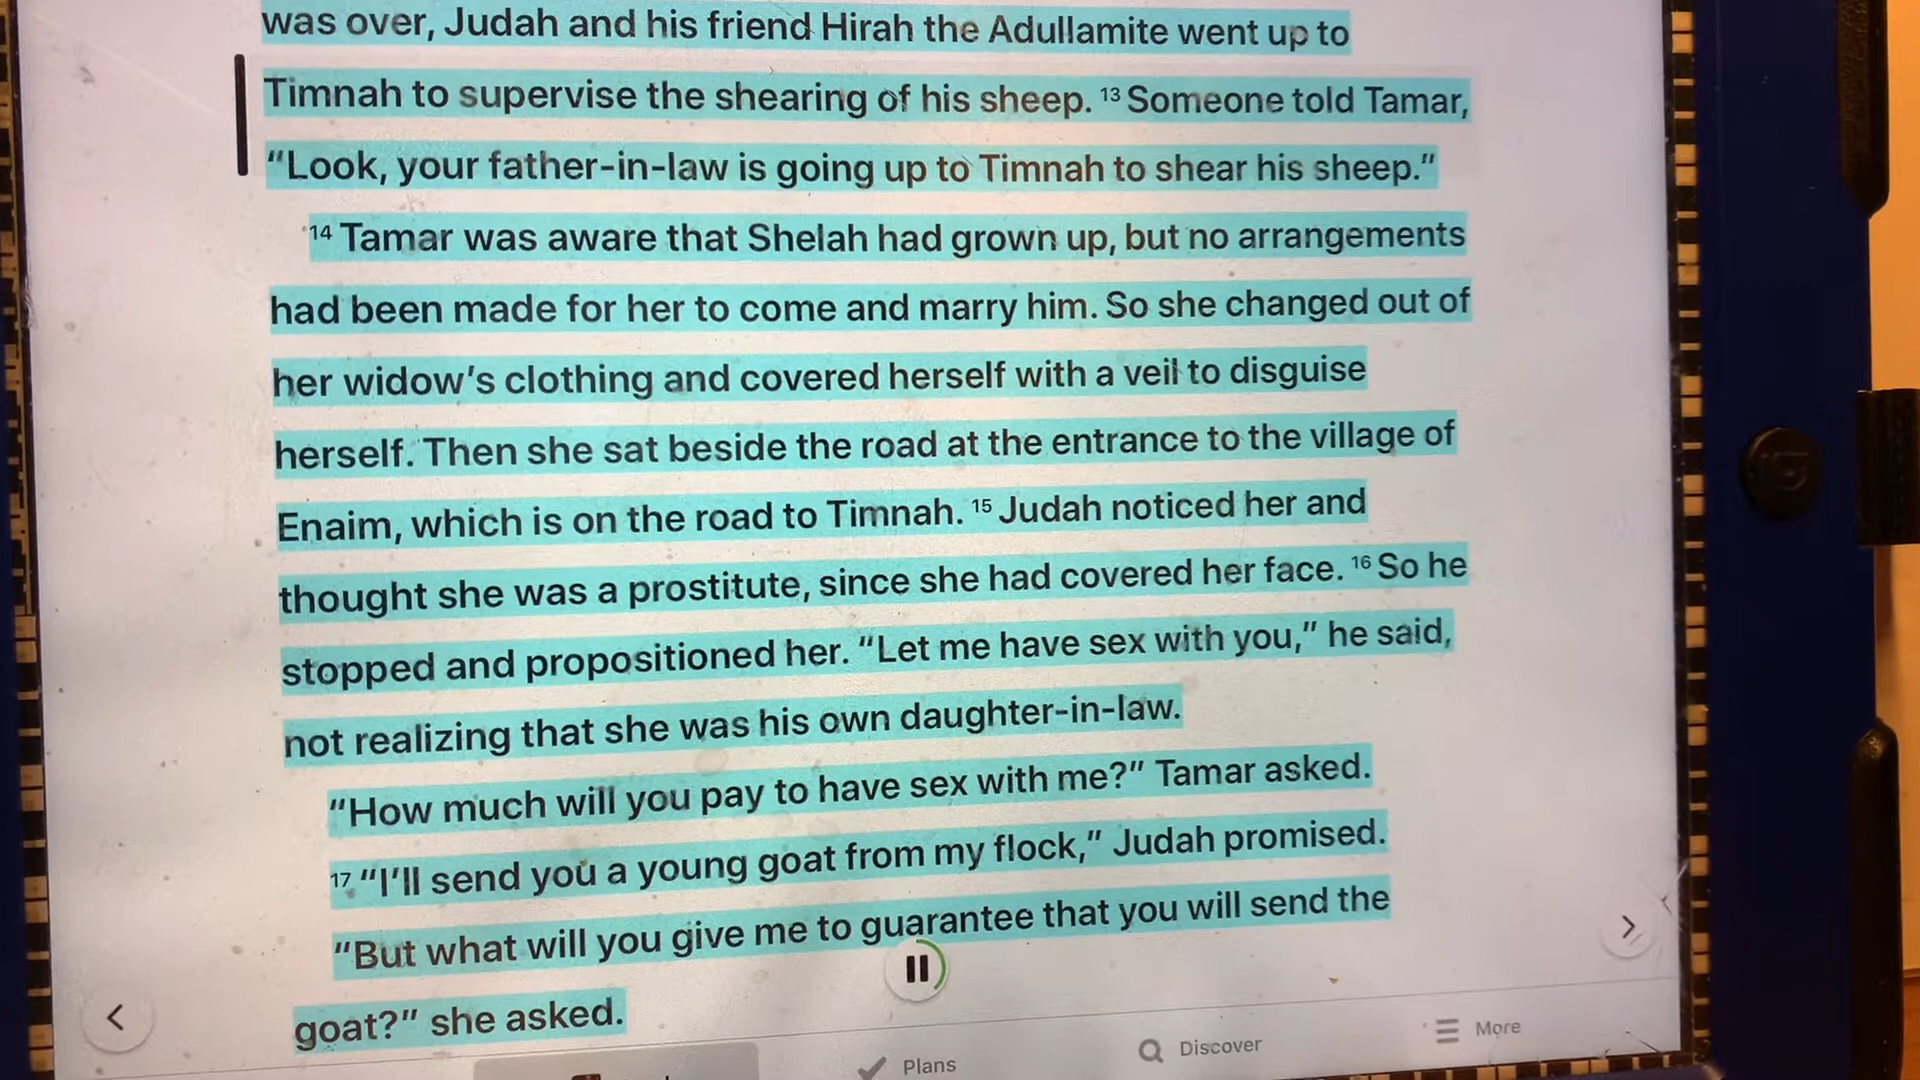 was over, Judah and his friend Hirah the Adullamite went up to
Timnah to supervise the shearing of his sheep. 13 Someone told Tamar,
“Look, your father-in-law is going up to Timnah to shear his sheep.”
14 Tamar was aware that Shelah had grown up, but no arrangements
had been made for her to come and marry him. So she changed out of
her widow’s clothing and covered herself with a veil to disguise
herself. Then she sat beside the road at the entrance to the village of
Enaim, which is on the road to Timnah. 15 Judah noticed her and
thought she was a prostitute, since she had covered her face. 16 So he
stopped and propositioned her. “Let me have sex with you,” he said,
not realizing that she was his own daughter-in-law.
“How much will you pay to have sex with me?” Tamar asked.
17 “I’ll send you a young goat from my flock,” Judah promised.
“But what will you give me to guarantee that you will send the
goat?” she asked.
Plans
Discover
More